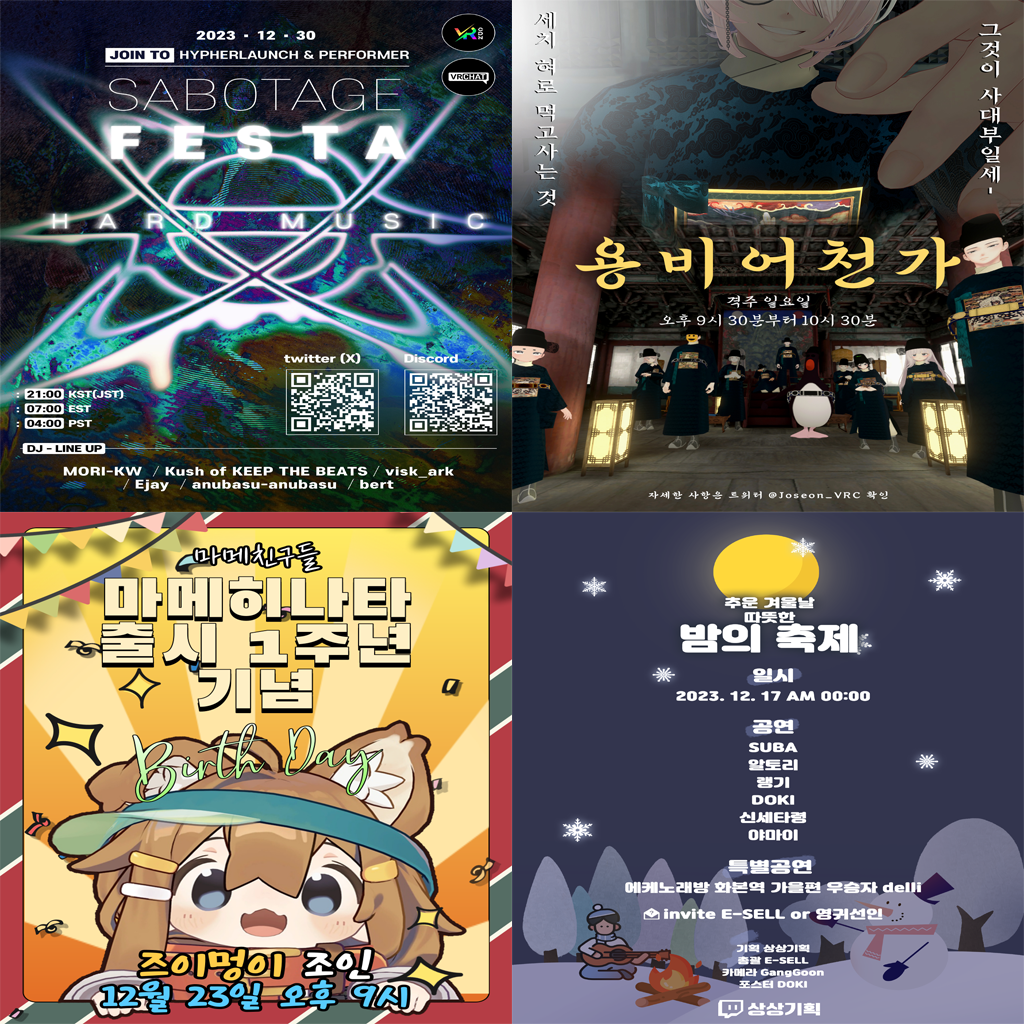 2023 - 12 - 30
JOIN TO HYPHERLAUNCH & PERFORMER
VR
ZOO
VRCHAT
SABOTAGE
FESTA
HARD MUSIC
twitter (X)
Discord
: 21:00 KST(JST)
: 07:00 EST
: 04:00 PST
DJ - LINE UP
MORI-KW / Kush of KEEP THE BEATS / visk_ark
/ Ejay / anubasu-anubasu / bert
세치 혀로 먹고사는 것
그것이 사대부일세-
용비어천가
격주 일요일
오후 9시 30분부터 10시 30분
자세한 사항은 트위터 @Joseon_VRC 확인
마메친구들
마메히나타
출시 1주년
기념
Birth Day
즈이멍이 조인
12월 23일 오후 9시
추운 겨울날
따뜻한
밤의 축제
일시
2023. 12. 17 AM 00:00
공연
SUBA
알토리
랭기
DOKI
신세타령
야마이
특별공연
에케노래방 화본역 가을편 우승자 delli
invite E-SELL or 영귀선인
기획 상상기획
총괄 E-SELL
카메라 GangGoon
포스터 DOKI
상상기획